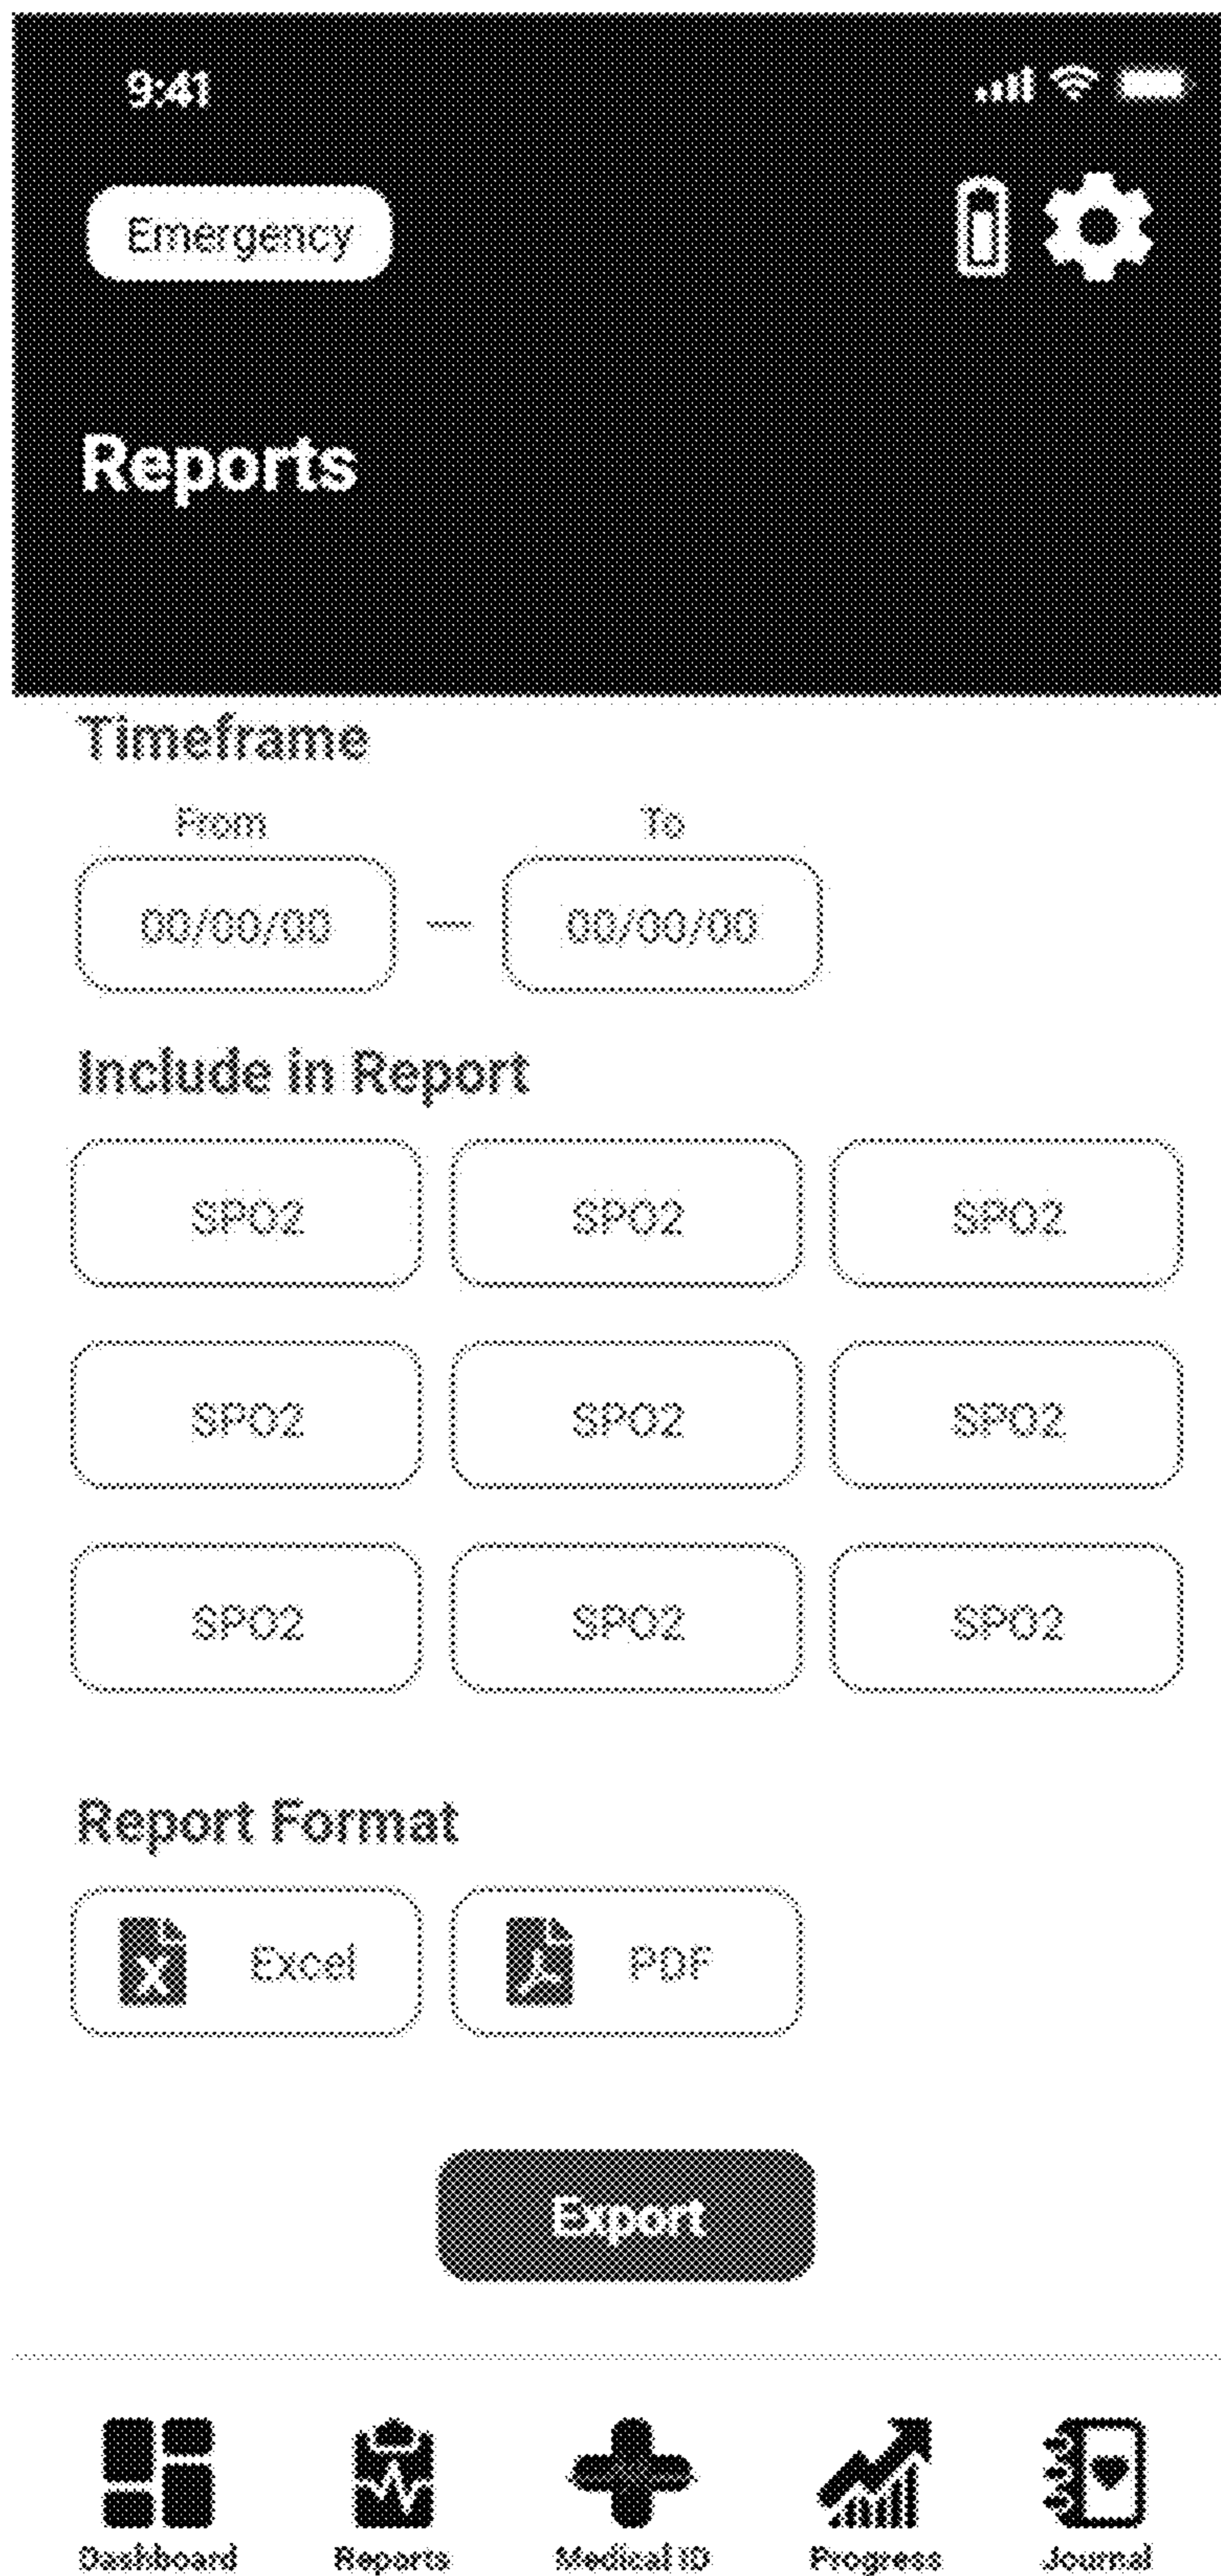 9:41
Emergency
Reports
Timeframe
From To
00/00/00 — 00/00/00
Include in Report
SPO2 SPO2 SPO2
SPO2 SPO2 SPO2
SPO2 SPO2 SPO2
Report Format
Excel PDF
Export
Dashboard Reports Medical ID Progress Journal